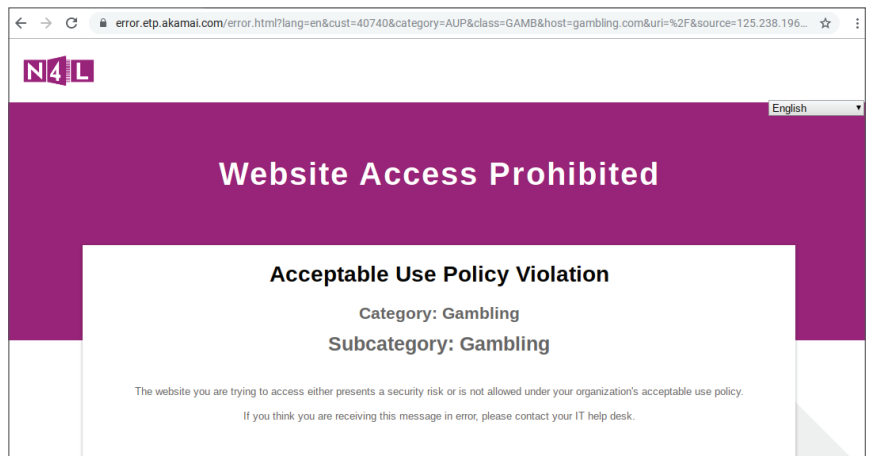 error.etp.akamai.com/error.html?lang=en&cust=40740&category=AUP&class=GAMB&host=gambling.com&uri=%2F&source=125.238.196...
N4L
English
Website Access Prohibited
Acceptable Use Policy Violation
Category: Gambling
Subcategory: Gambling
The website you are trying to access either presents a security risk or is not allowed under your organization's acceptable use policy.
If you think you are receiving this message in error, please contact your IT help desk.